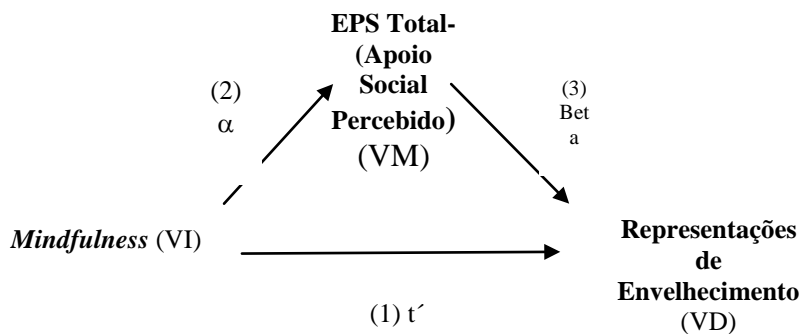 EPS Total-
(Apoio
Social
Percebido)
(VM)
(2)
α
(3)
Bet
a
Mindfulness (VI)
Representações
de
Envelhecimento
(VD)
(1) t´